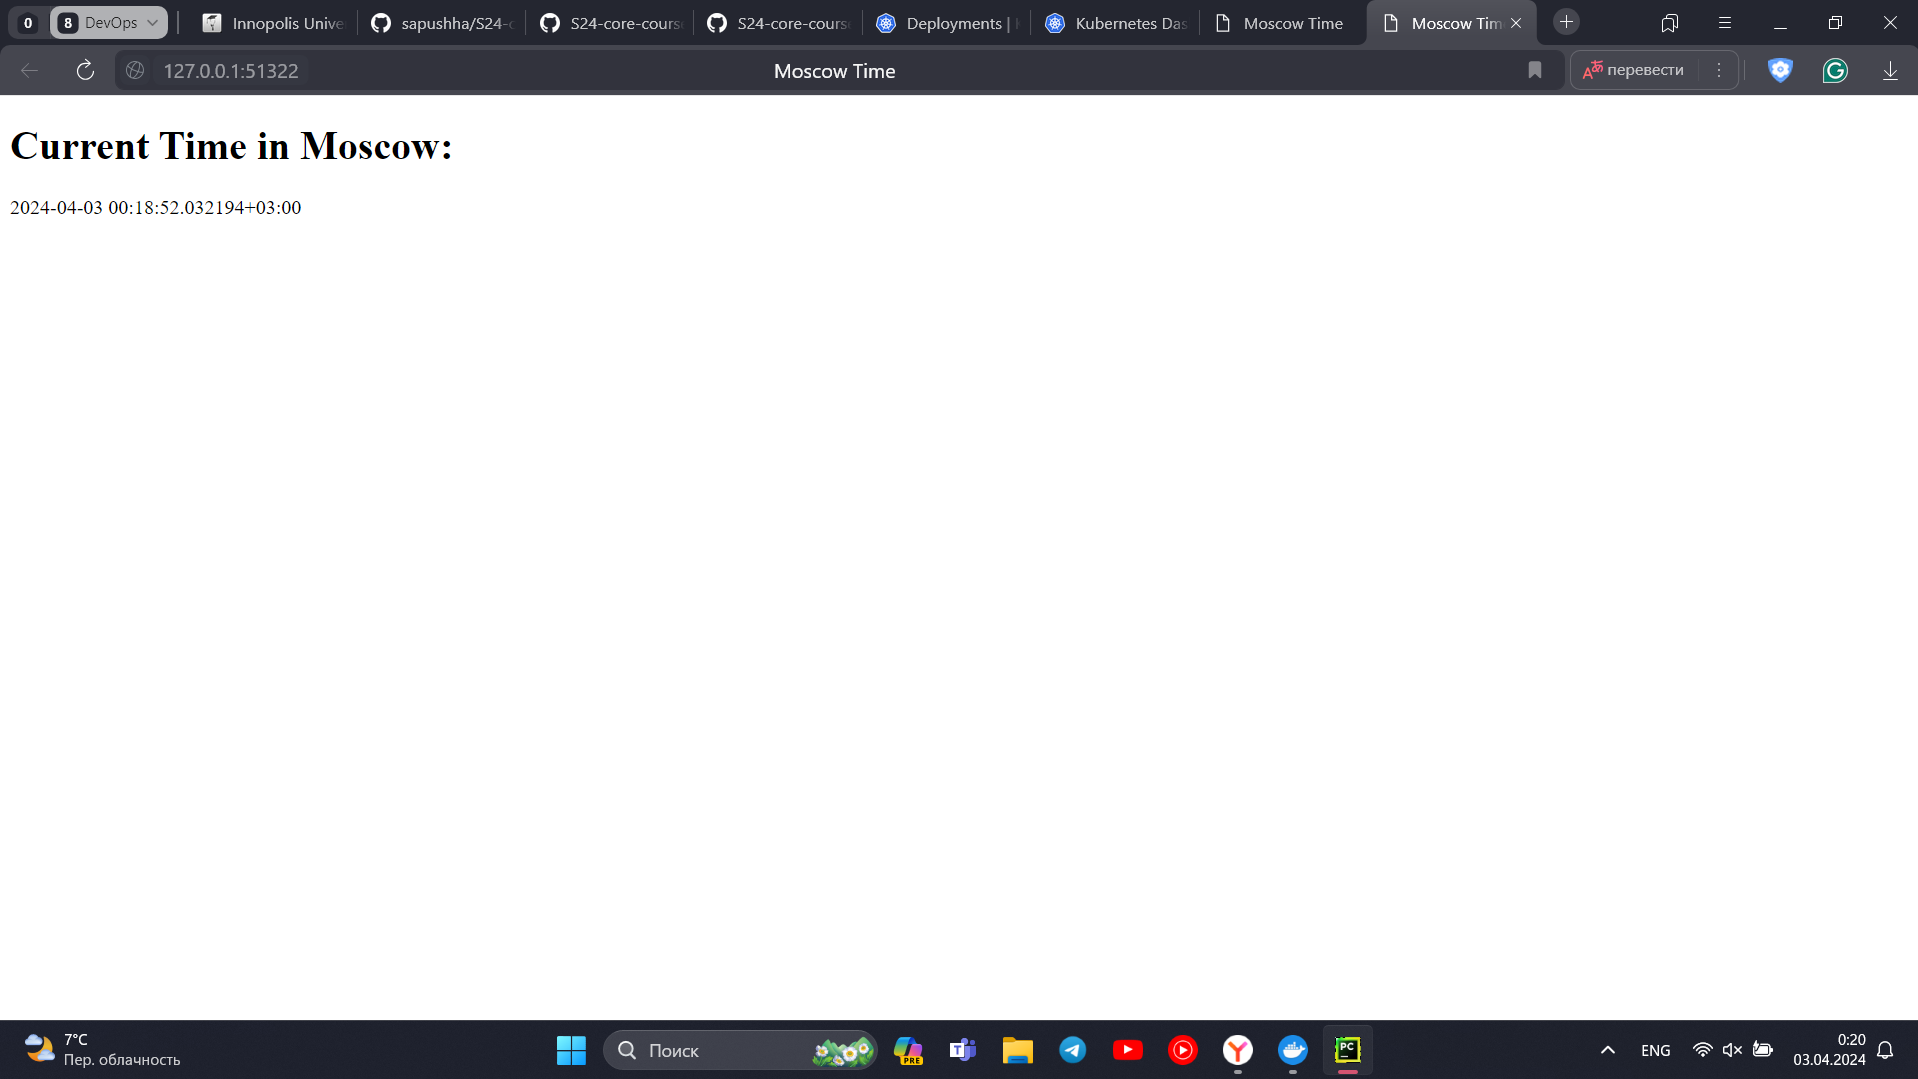 0
8 DevOps
Innopolis Unive
sapushha/S24-c
S24-core-cours
S24-core-cours
Deployments |
Kubernetes Das
Moscow Time
Moscow Tim
127.0.0.1:51322
Moscow Time
перевести
Current Time in Moscow:
2024-04-03 00:18:52.032194+03:00
7°C
Пер. облачность
Поиск
PRE
PC
ENG
0:20
03.04.2024